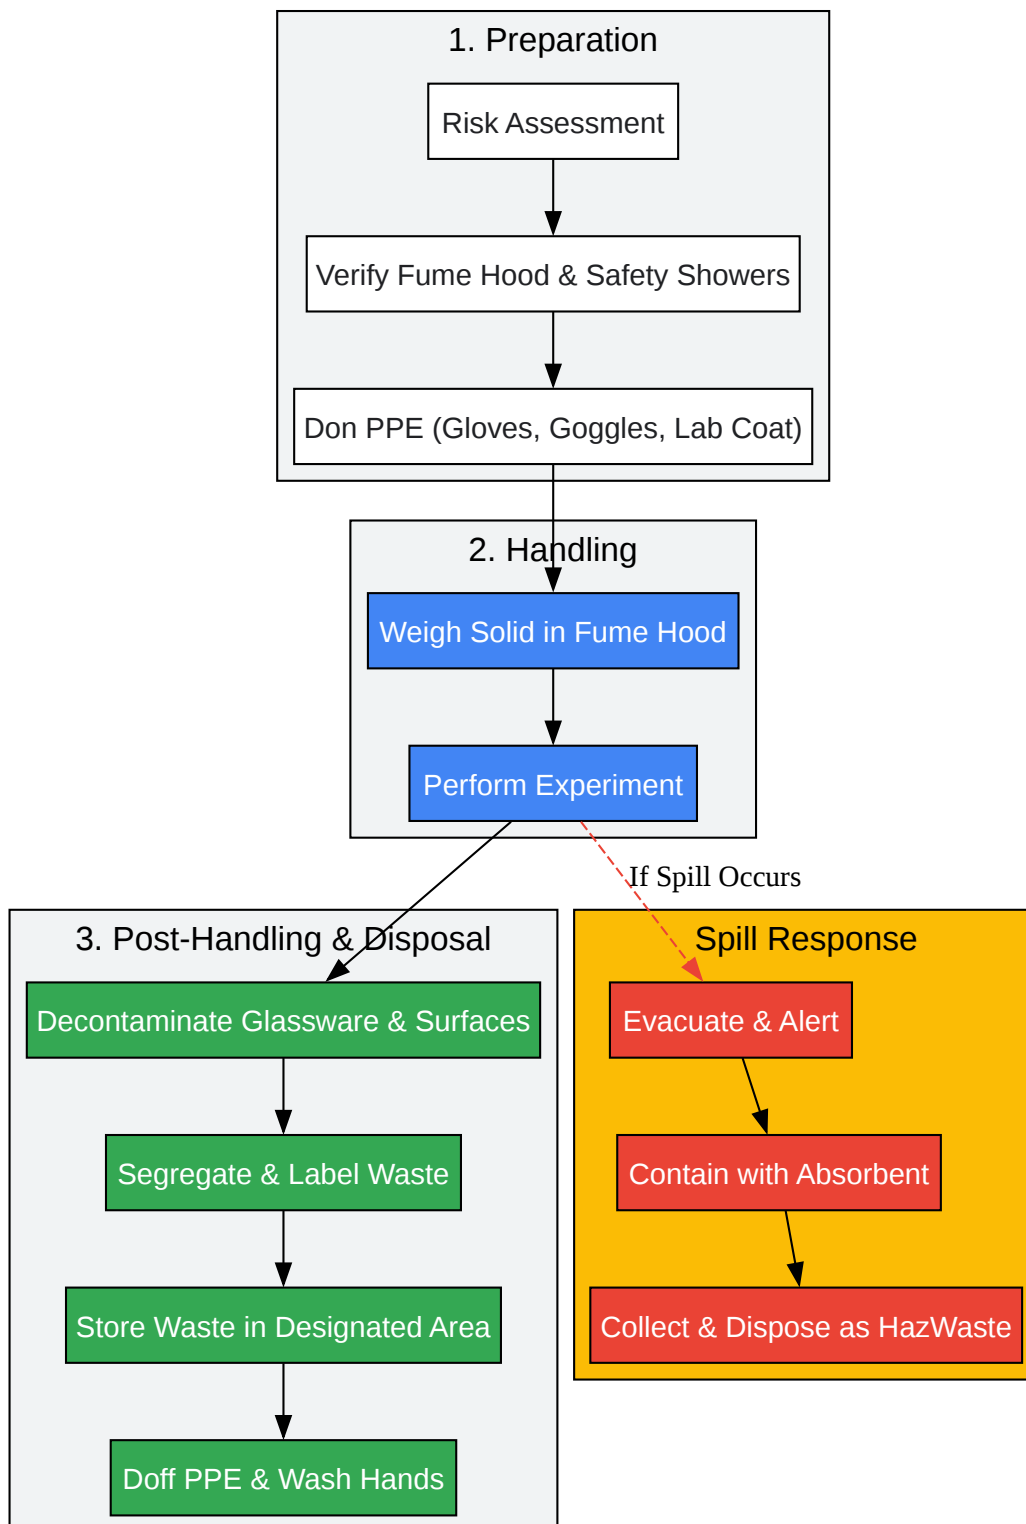 1. Preparation
Risk Assessment
Verify Fume Hood & Safety Showers
Don PPE (Gloves, Goggles, Lab Coat)
2. Handling
Weigh Solid in Fume Hood
Perform Experiment
If Spill Occurs
3. Post-Handling & Disposal
Decontaminate Glassware & Surfaces
Segregate & Label Waste
Store Waste in Designated Area
Doff PPE & Wash Hands
Spill Response
Evacuate & Alert
Contain with Absorbent
Collect & Dispose as HazWaste